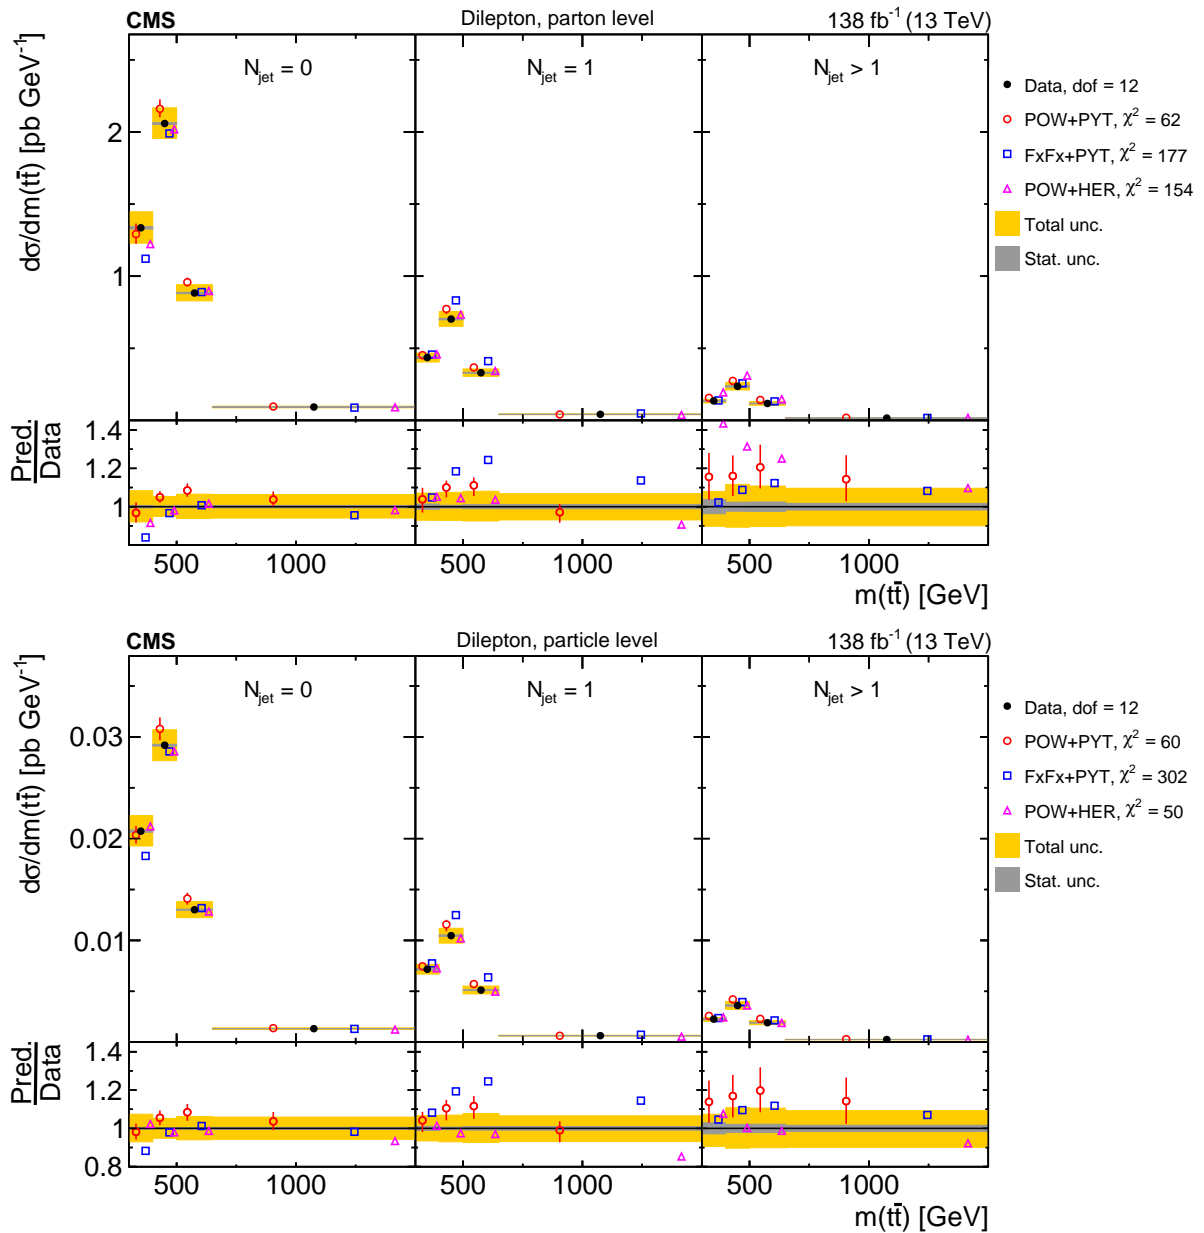 CMS Dilepton, parton level 138 fb⁻¹ (13 TeV)
dσ/dm(tt̄) [pb GeV⁻¹]
N_jet = 0 N_jet = 1 N_jet > 1
2
1
Data, dof = 12
POW+PYT, χ² = 62
FxFx+PYT, χ² = 177
POW+HER, χ² = 154
Total unc.
Stat. unc.
Pred.
Data
1.4
1.2
1
500 1000 500 1000 500 1000
m(tt̄) [GeV]
CMS Dilepton, particle level 138 fb⁻¹ (13 TeV)
dσ/dm(tt̄) [pb GeV⁻¹]
N_jet = 0 N_jet = 1 N_jet > 1
0.03
0.02
0.01
Data, dof = 12
POW+PYT, χ² = 60
FxFx+PYT, χ² = 302
POW+HER, χ² = 50
Total unc.
Stat. unc.
Pred.
Data
1.4
1.2
1
0.8
500 1000 500 1000 500 1000
m(tt̄) [GeV]